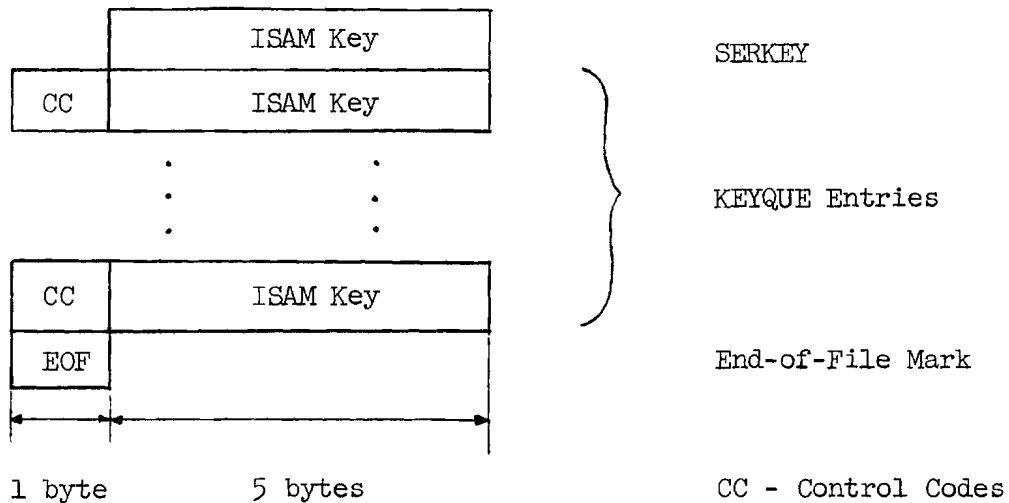 ISAM Key SERKEY
CC ISAM Key
KEYQUE Entries
CC ISAM Key
EOF End-of-File Mark
1 byte 5 bytes CC - Control Codes